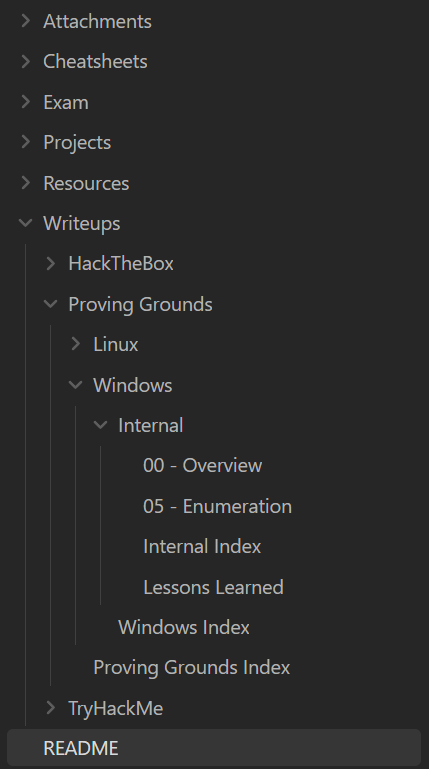 Attachments
Cheatsheets
Exam
Projects
Resources
Writeups
HackTheBox
Proving Grounds
Linux
Windows
Internal
00 - Overview
05 - Enumeration
Internal Index
Lessons Learned
Windows Index
Proving Grounds Index
TryHackMe
README